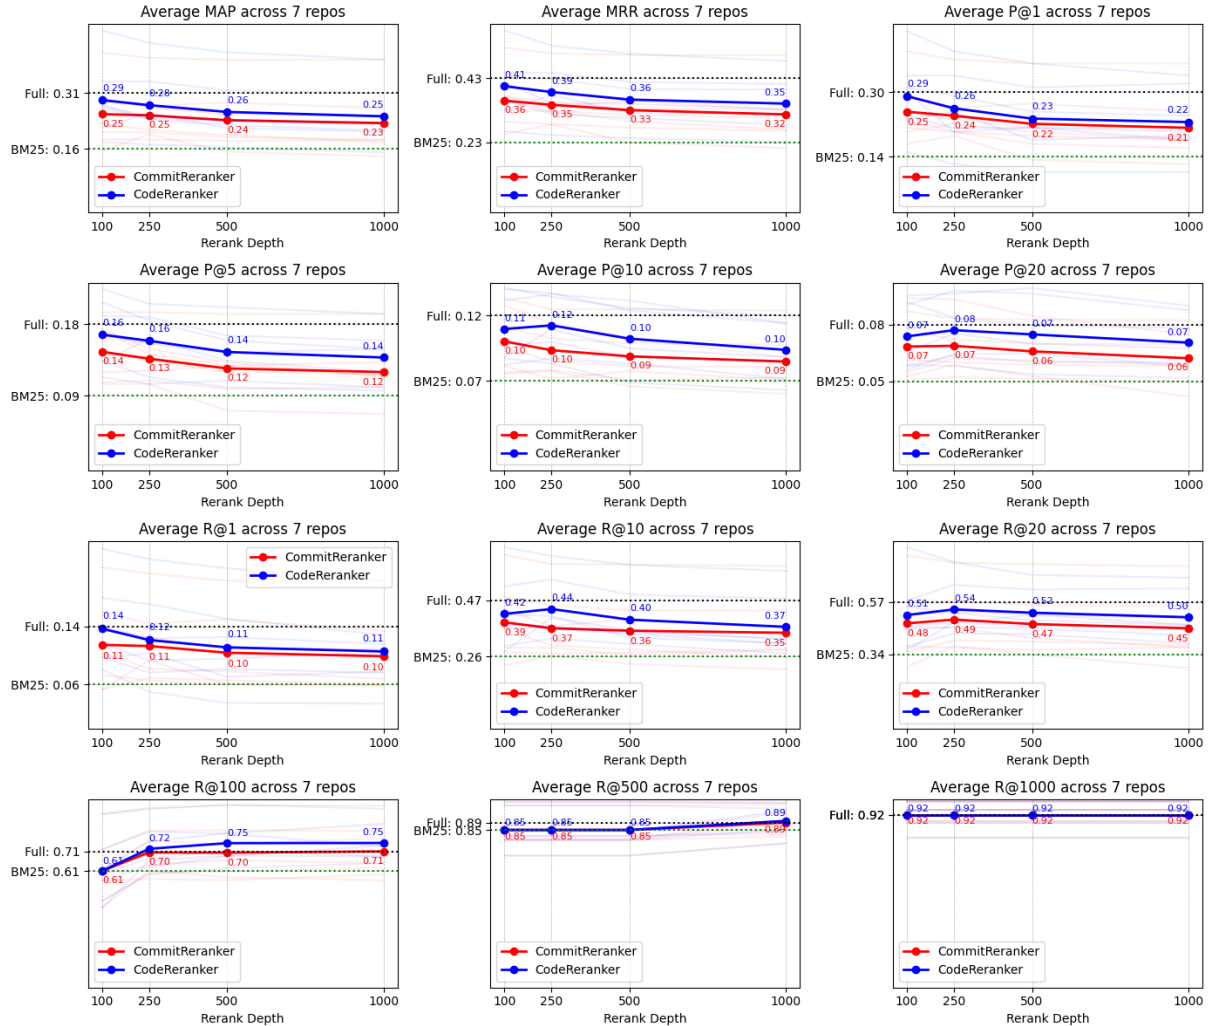 Average MAP across 7 repos
Full: 0.31
BM25: 0.16
0.29
0.28
0.26
0.25
0.25
0.25
0.24
0.23
CommitReranker
CodeReranker
100 250 500 1000
Rerank Depth
Average MRR across 7 repos
Full: 0.43
BM25: 0.23
0.41
0.39
0.36
0.35
0.36
0.35
0.33
0.32
CommitReranker
CodeReranker
100 250 500 1000
Rerank Depth
Average P@1 across 7 repos
Full: 0.30
BM25: 0.14
0.29
0.26
0.23
0.22
0.25
0.24
0.22
0.21
CommitReranker
CodeReranker
100 250 500 1000
Rerank Depth
Average P@5 across 7 repos
Full: 0.18
BM25: 0.09
0.16
0.16
0.14
0.14
0.14
0.13
0.12
0.12
CommitReranker
CodeReranker
100 250 500 1000
Rerank Depth
Average P@10 across 7 repos
Full: 0.12
BM25: 0.07
0.11
0.12
0.10
0.10
0.10
0.10
0.09
0.09
CommitReranker
CodeReranker
100 250 500 1000
Rerank Depth
Average P@20 across 7 repos
Full: 0.08
BM25: 0.05
0.07
0.08
0.07
0.07
0.07
0.07
0.06
0.06
CommitReranker
CodeReranker
100 250 500 1000
Rerank Depth
Average R@1 across 7 repos
Full: 0.14
BM25: 0.06
0.14
0.12
0.11
0.11
0.11
0.11
0.10
0.10
CommitReranker
CodeReranker
100 250 500 1000
Rerank Depth
Average R@10 across 7 repos
Full: 0.47
BM25: 0.26
0.42
0.44
0.40
0.37
0.39
0.37
0.36
0.35
CommitReranker
CodeReranker
100 250 500 1000
Rerank Depth
Average R@20 across 7 repos
Full: 0.57
BM25: 0.34
0.51
0.54
0.52
0.50
0.48
0.49
0.47
0.45
CommitReranker
CodeReranker
100 250 500 1000
Rerank Depth
Average R@100 across 7 repos
Full: 0.71
BM25: 0.61
0.61
0.72
0.75
0.75
0.61
0.70
0.70
0.71
CommitReranker
CodeReranker
100 250 500 1000
Rerank Depth
Average R@500 across 7 repos
Full: 0.89
BM25: 0.85
0.85
0.85
0.85
0.89
0.85
0.85
0.85
0.89
CommitReranker
CodeReranker
100 250 500 1000
Rerank Depth
Average R@1000 across 7 repos
Full: 0.92
0.92
0.92
0.92
0.92
0.92
0.92
0.92
0.92
CommitReranker
CodeReranker
100 250 500 1000
Rerank Depth